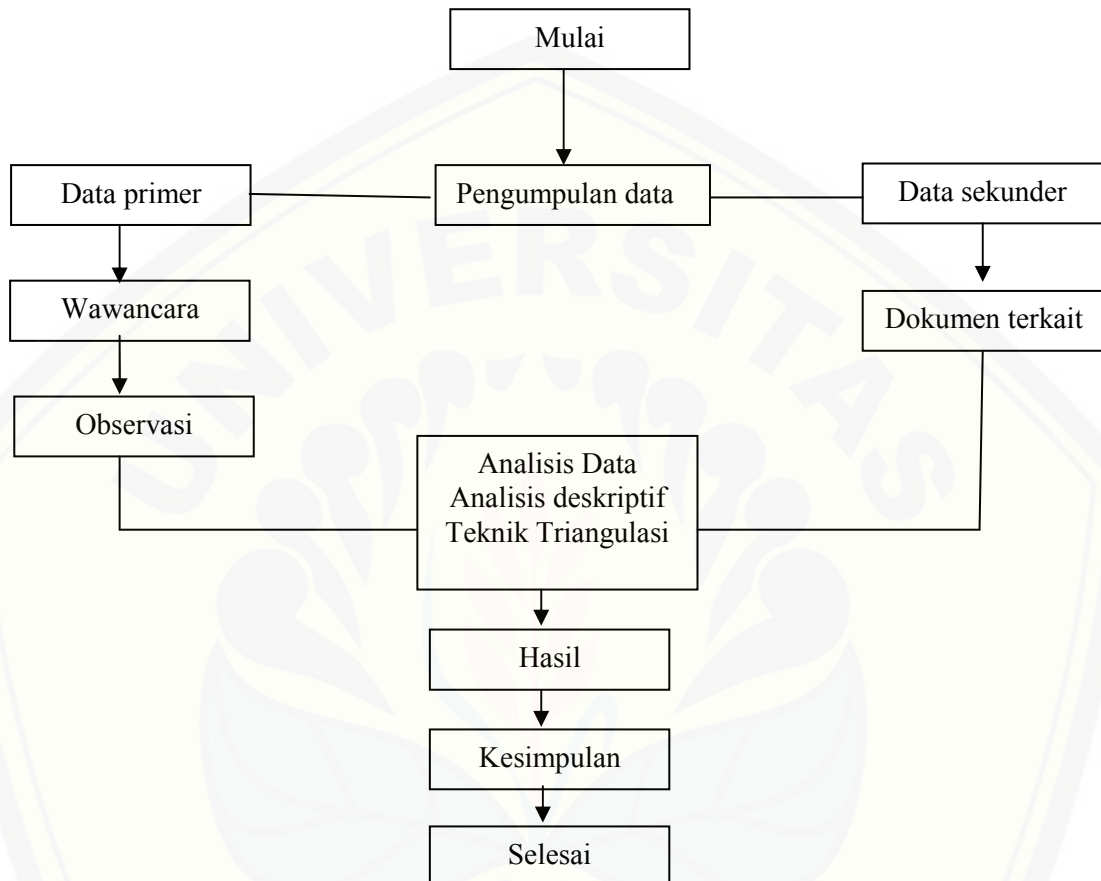 Mulai
Data primer
Pengumpulan data
Data sekunder
Wawancara
Dokumen terkait
Observasi
Analisis Data
Analisis deskriptif
Teknik Triangulasi
Hasil
Kesimpulan
Selesai
UNIVERSITAS